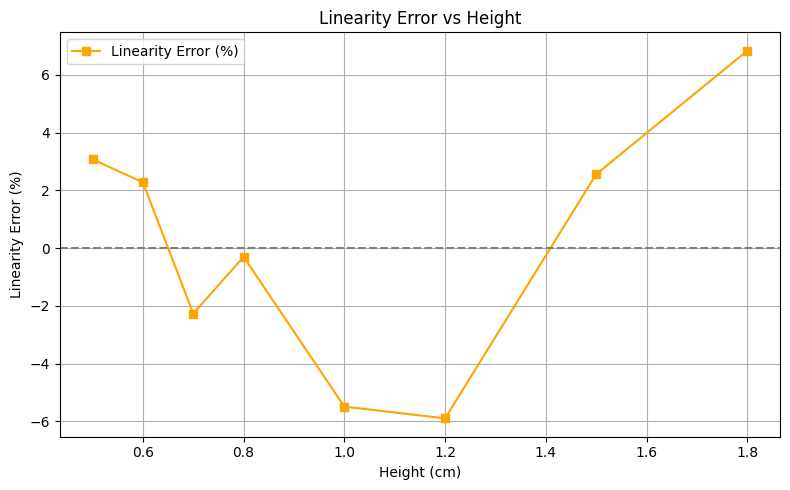 Linearity Error vs Height
Linearity Error (%)
Linearity Error (%)
6
4
2
0
−2
−4
−6
0.6 0.8 1.0 1.2 1.4 1.6 1.8
Height (cm)